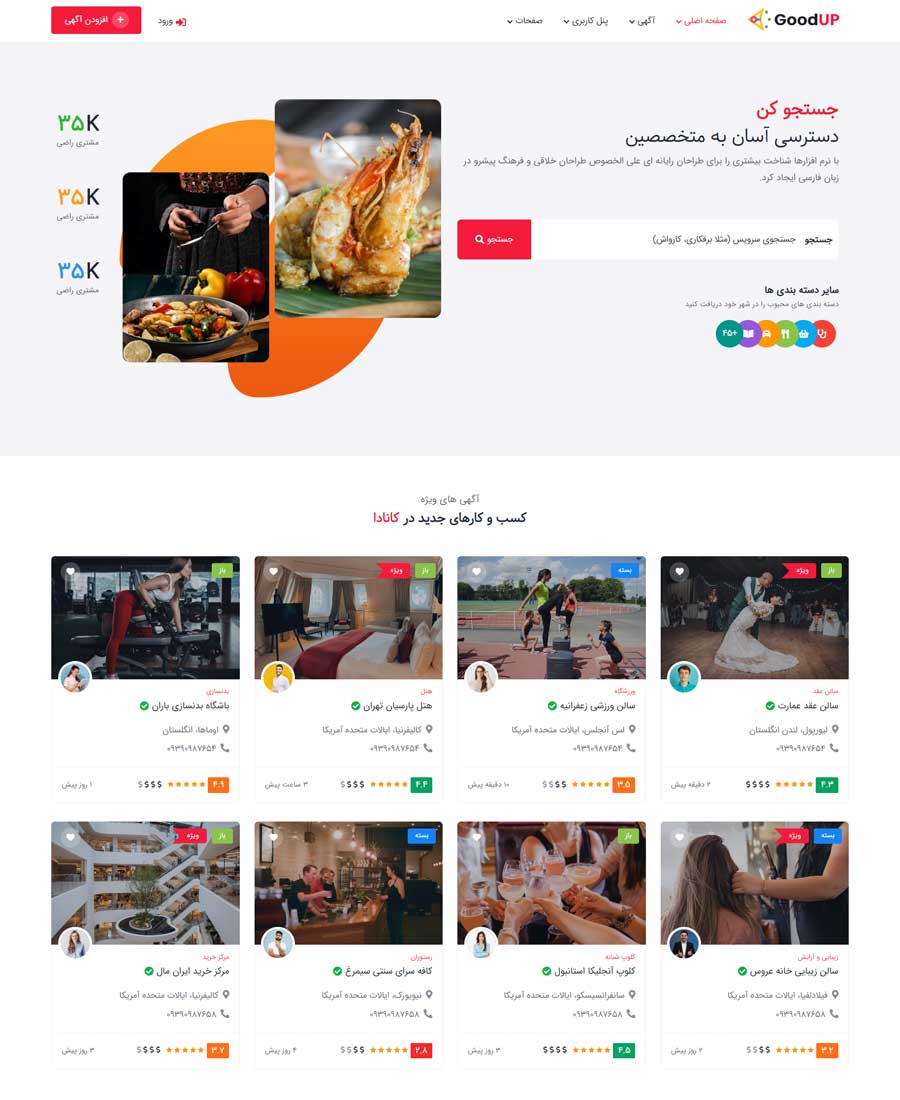 GoodUP
صفحه اصلی
آگهی
پنل کاربری
صفحات
ورود
افزودن آگهی
جستجو کن
دسترسی آسان به متخصصین
با نرم افزارها شناخت بیشتری را برای طراحان رایانه ای علی الخصوص طراحان خلاقی و فرهنگ پیشرو در
زبان فارسی ایجاد کرد.
جستجو
جستجوی سرویس (مثلا برقکاری، کارواش)
جستجو
سایر دسته بندی ها
دسته بندی های محبوب را در شهر خود دریافت کنید
+۴۵
۳۵K
مشتری راضی
۳۵K
مشتری راضی
۳۵K
مشتری راضی
آگهی های ویژه
کسب و کارهای جدید در کانادا
باز
ویژه
سالن عقد
سالن عقد عمارت
لیورپول، لندن انگلستان
۰۹۳۹۰۹۸۷۶۵۴
۴.۳
$$$$
۲ دقیقه پیش
بسته
ورزشگاه
سالن ورزشی زعفرانیه
لس آنجلس، ایالات متحده آمریکا
۰۹۳۹۰۹۸۷۶۵۴
۳.۵
$$$$
۱۰ دقیقه پیش
باز
ویژه
هتل
هتل پارسیان تهران
کالیفرنیا، ایالات متحده آمریکا
۰۹۳۹۰۹۸۷۶۵۴
۴.۴
$$$$
۳ ساعت پیش
باز
بدنسازی
باشگاه بدنسازی باران
اوماها، انگلستان
۰۹۳۹۰۹۸۷۶۵۴
۴.۹
$$$$
۱ روز پیش
بسته
ویژه
زیبایی و آرایش
سالن زیبایی خانه عروس
فیلادلفیا، ایالات متحده آمریکا
۰۹۳۹۰۹۸۷۶۵۸
۳.۲
$$$$
۲ روز پیش
باز
کلوپ شبانه
کلوپ آنجلیکا استانبول
سانفرانسیسکو، ایالات متحده آمریکا
۰۹۳۹۰۹۸۷۶۵۸
۴.۵
$$$$
۳ روز پیش
بسته
رستوران
کافه سرای سنتی سیمرغ
نیویورک، ایالات متحده آمریکا
۰۹۳۹۰۹۸۷۶۵۸
۲.۸
$$$$
۴ روز پیش
باز
ویژه
مرکز خرید
مرکز خرید ایران مال
کالیفرنیا، ایالات متحده آمریکا
۰۹۳۹۰۹۸۷۶۵۸
۳.۷
$$$$
۳ روز پیش